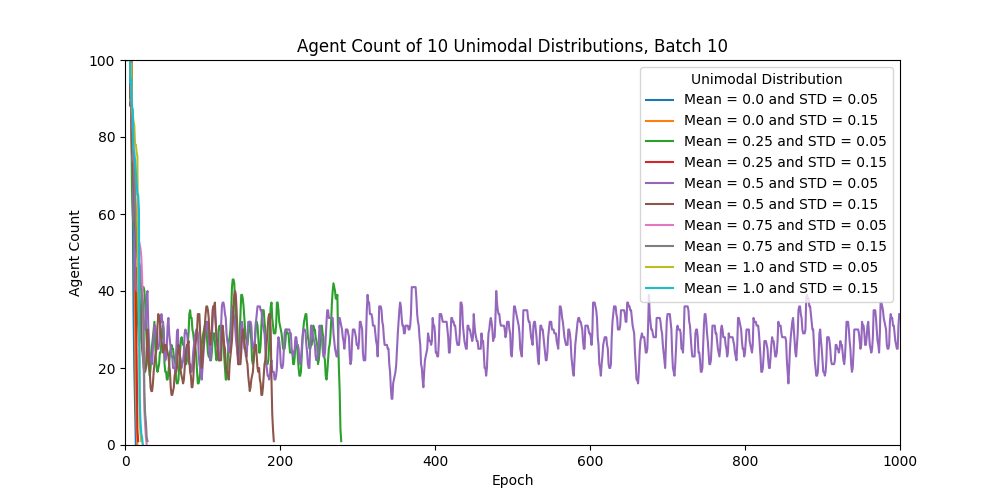 Agent Count of 10 Unimodal Distributions, Batch 10
Agent Count
100
80
60
40
20
0
Unimodal Distribution
Mean = 0.0 and STD = 0.05
Mean = 0.0 and STD = 0.15
Mean = 0.25 and STD = 0.05
Mean = 0.25 and STD = 0.15
Mean = 0.5 and STD = 0.05
Mean = 0.5 and STD = 0.15
Mean = 0.75 and STD = 0.05
Mean = 0.75 and STD = 0.15
Mean = 1.0 and STD = 0.05
Mean = 1.0 and STD = 0.15
0 200 400 600 800 1000
Epoch